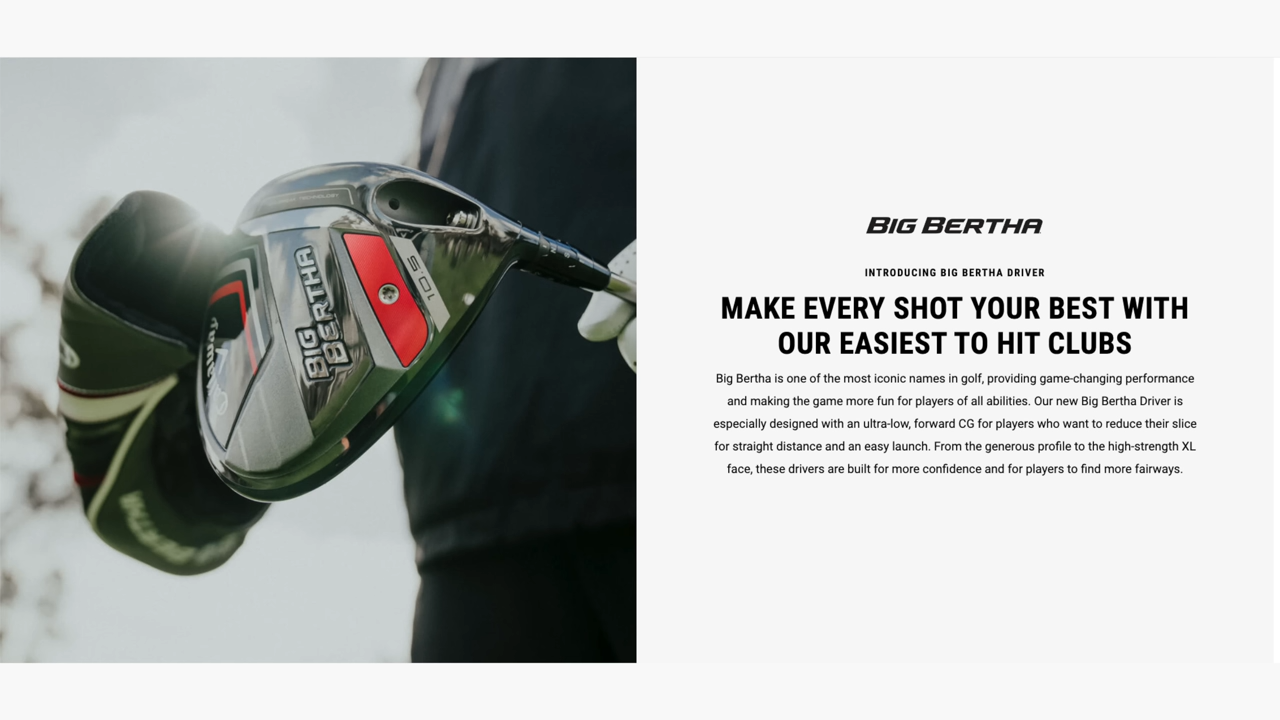 BIG BERTHA
10.5
BIG BERTHA
INTRODUCING BIG BERTHA DRIVER
MAKE EVERY SHOT YOUR BEST WITH
OUR EASIEST TO HIT CLUBS
Big Bertha is one of the most iconic names in golf, providing game-changing performance
and making the game more fun for players of all abilities. Our new Big Bertha Driver is
especially designed with an ultra-low, forward CG for players who want to reduce their slice
for straight distance and an easy launch. From the generous profile to the high-strength XL
face, these drivers are built for more confidence and for players to find more fairways.